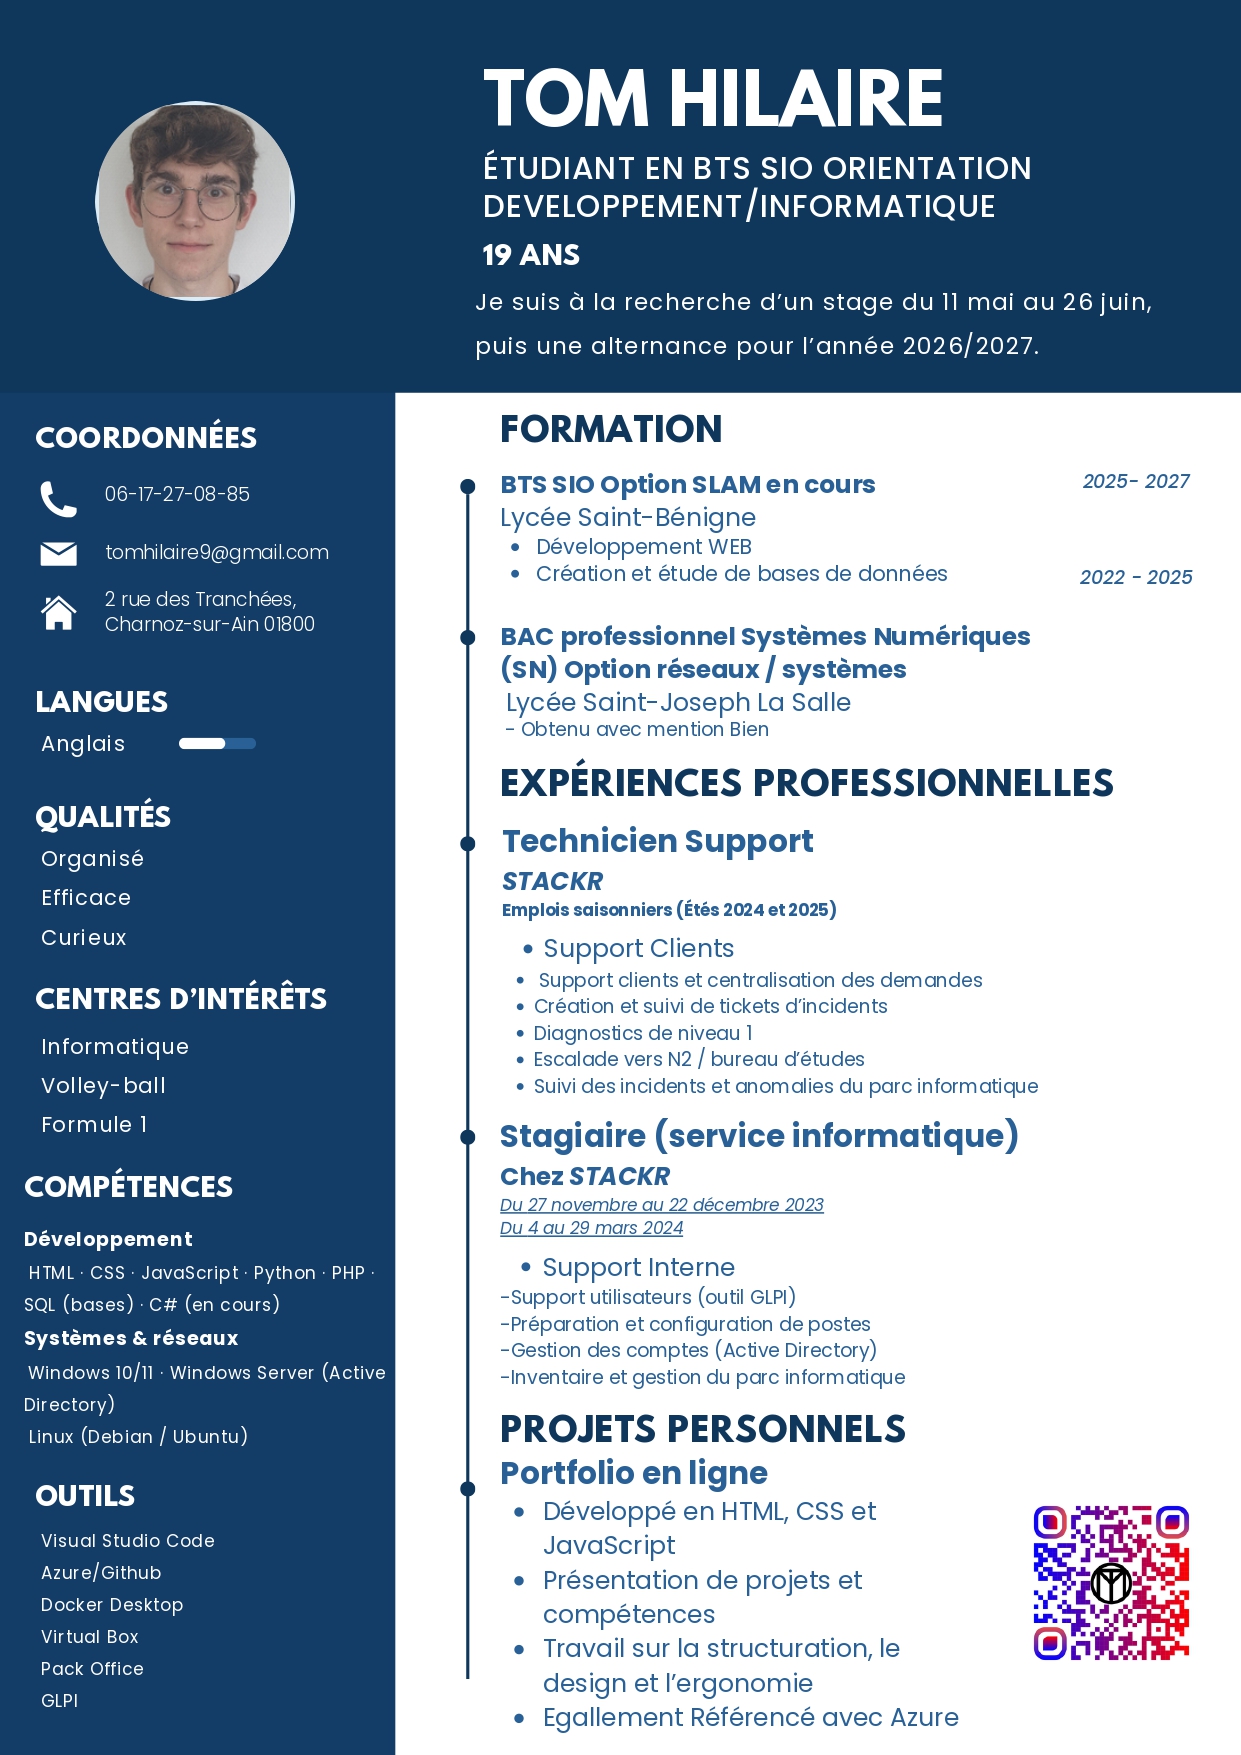 TOM HILAIRE
ÉTUDIANT EN BTS SIO ORIENTATION
DEVELOPPEMENT/INFORMATIQUE
19 ANS
Je suis à la recherche d’un stage du 11 mai au 26 juin,
puis une alternance pour l’année 2026/2027.
COORDONNÉES
06-17-27-08-85
tomhilaire9@gmail.com
2 rue des Tranchées,
Charnoz-sur-Ain 01800
LANGUES
Anglais
QUALITÉS
Organisé
Efficace
Curieux
CENTRES D’INTÉRÊTS
Informatique
Volley-ball
Formule 1
COMPÉTENCES
Développement
HTML · CSS · JavaScript · Python · PHP ·
SQL (bases) · C# (en cours)
Systèmes & réseaux
Windows 10/11 · Windows Server (Active
Directory)
Linux (Debian / Ubuntu)
OUTILS
Visual Studio Code
Azure/Github
Docker Desktop
Virtual Box
Pack Office
GLPI
FORMATION
BTS SIO Option SLAM en cours
2025- 2027
Lycée Saint-Bénigne
• Développement WEB
• Création et étude de bases de données
2022 - 2025
BAC professionnel Systèmes Numériques
(SN) Option réseaux / systèmes
Lycée Saint-Joseph La Salle
- Obtenu avec mention Bien
EXPÉRIENCES PROFESSIONNELLES
Technicien Support
STACKR
Emplois saisonniers (Étés 2024 et 2025)
• Support Clients
• Support clients et centralisation des demandes
• Création et suivi de tickets d’incidents
• Diagnostics de niveau 1
• Escalade vers N2 / bureau d’études
• Suivi des incidents et anomalies du parc informatique
Stagiaire (service informatique)
Chez STACKR
Du 27 novembre au 22 décembre 2023
Du 4 au 29 mars 2024
• Support Interne
-Support utilisateurs (outil GLPI)
-Préparation et configuration de postes
-Gestion des comptes (Active Directory)
-Inventaire et gestion du parc informatique
PROJETS PERSONNELS
Portfolio en ligne
• Développé en HTML, CSS et
JavaScript
• Présentation de projets et
compétences
• Travail sur la structuration, le
design et l’ergonomie
• Egallement Référencé avec Azure